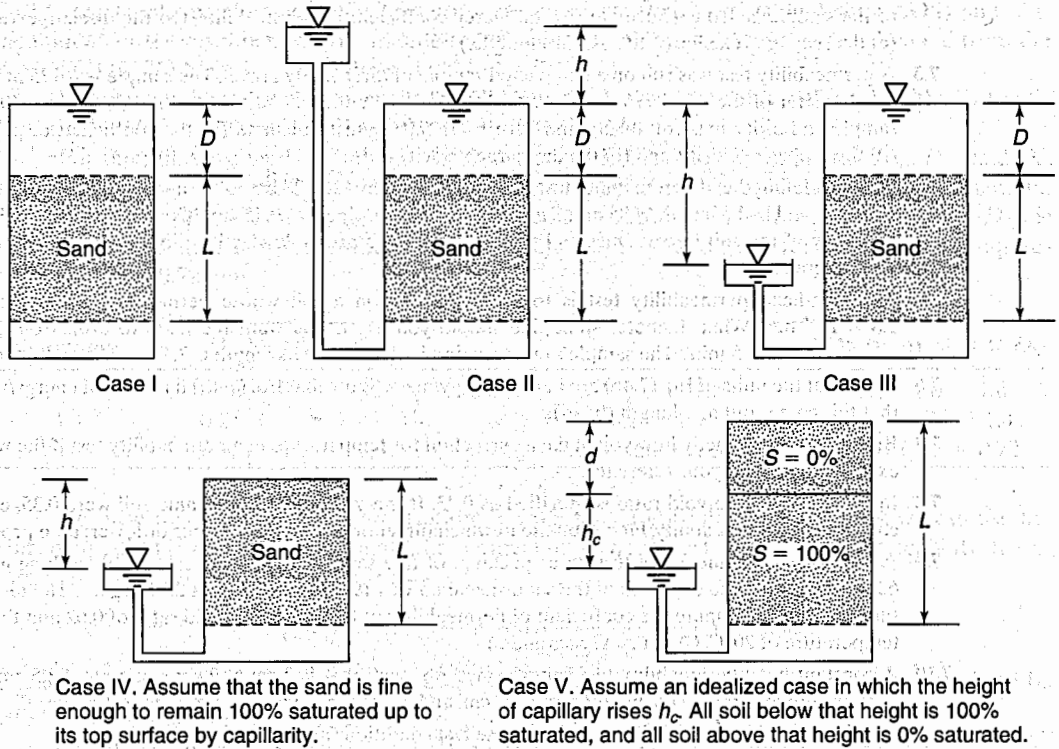 h
D
L
Sand
Case I
D
L
Sand
Case II
h
D
L
Sand
Case III
h
L
Sand
d
h_c
L
S = 0%
S = 100%
Case IV. Assume that the sand is fine
enough to remain 100% saturated up to
its top surface by capillarity.
Case V. Assume an idealized case in which the height
of capillary rises h_c. All soil below that height is 100%
saturated, and all soil above that height is 0% saturated.